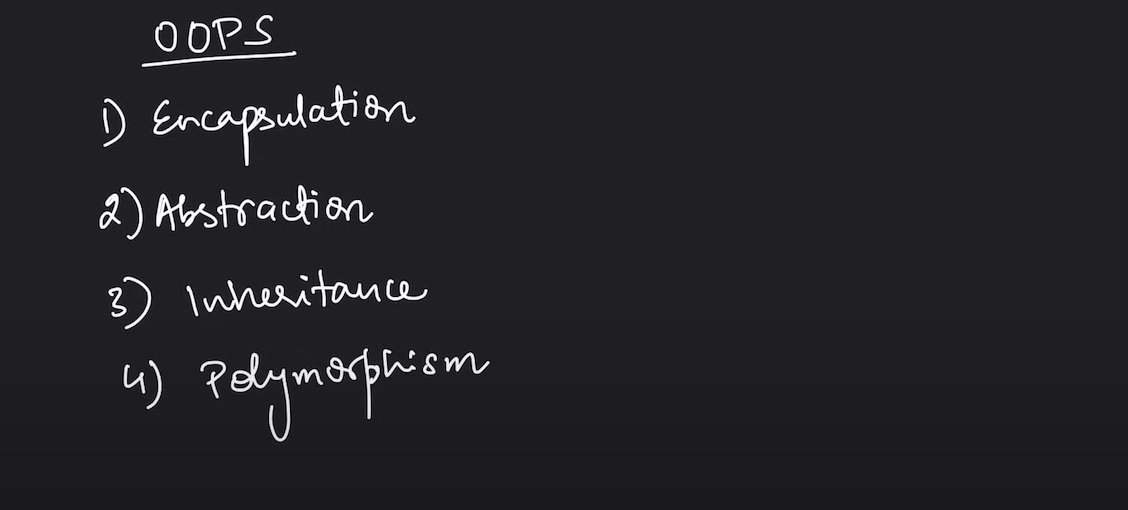 OOPS
1) Encapsulation
2) Abstraction
3) Inheritance
4) Polymorphism